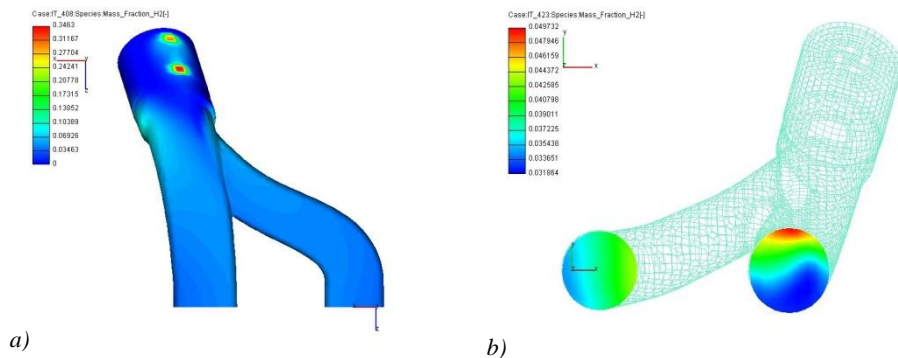 Case:IT_408:Species:Mass_Fraction_H2[-]
0.3463
0.31167
0.27704
0.24241
0.20778
0.17315
0.13852
0.10389
0.06926
0.03463
0
x
y
z
z
a)
Case:IT_423:Species:Mass_Fraction_H2[-]
0.049732
0.047946
0.046159
0.044372
0.042585
0.040798
0.039011
0.037225
0.035438
0.033651
0.031864
y
z
x
y
x
b)